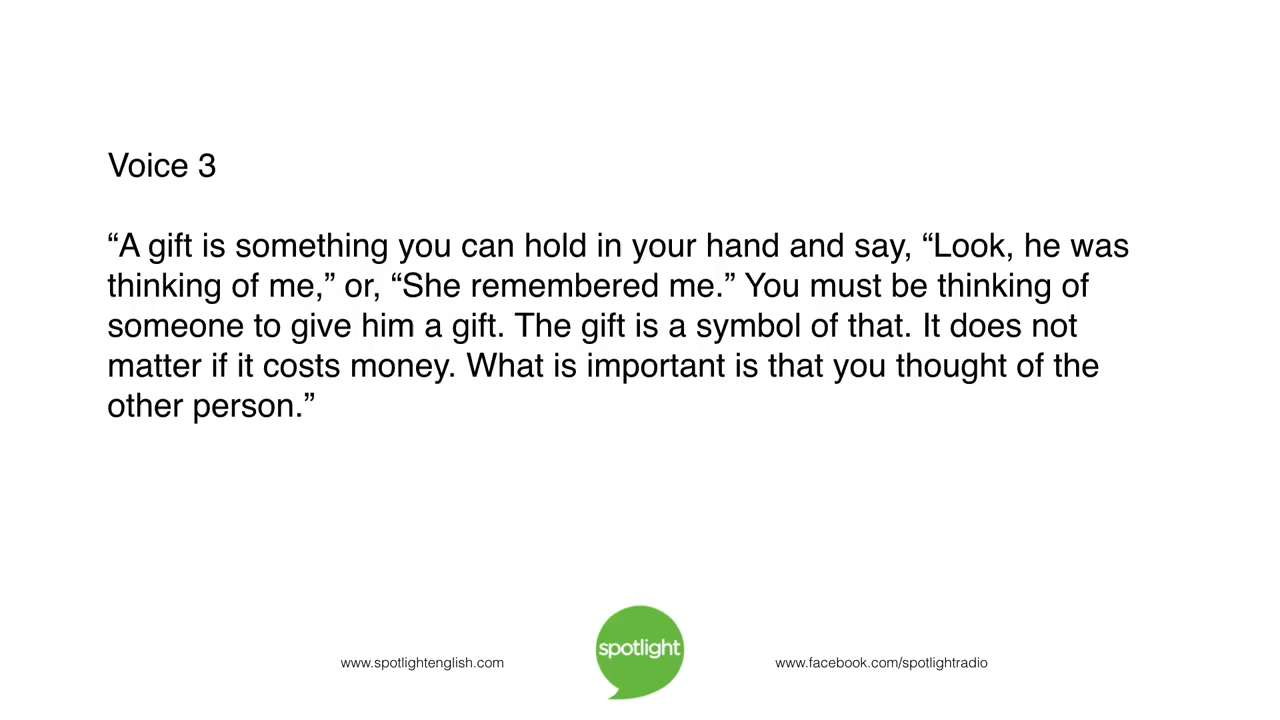 Voice 3
“A gift is something you can hold in your hand and say, “Look, he was
thinking of me,” or, “She remembered me.” You must be thinking of
someone to give him a gift. The gift is a symbol of that. It does not
matter if it costs money. What is important is that you thought of the
other person.”
www.spotlightenglish.com
spotlight
www.facebook.com/spotlightradio